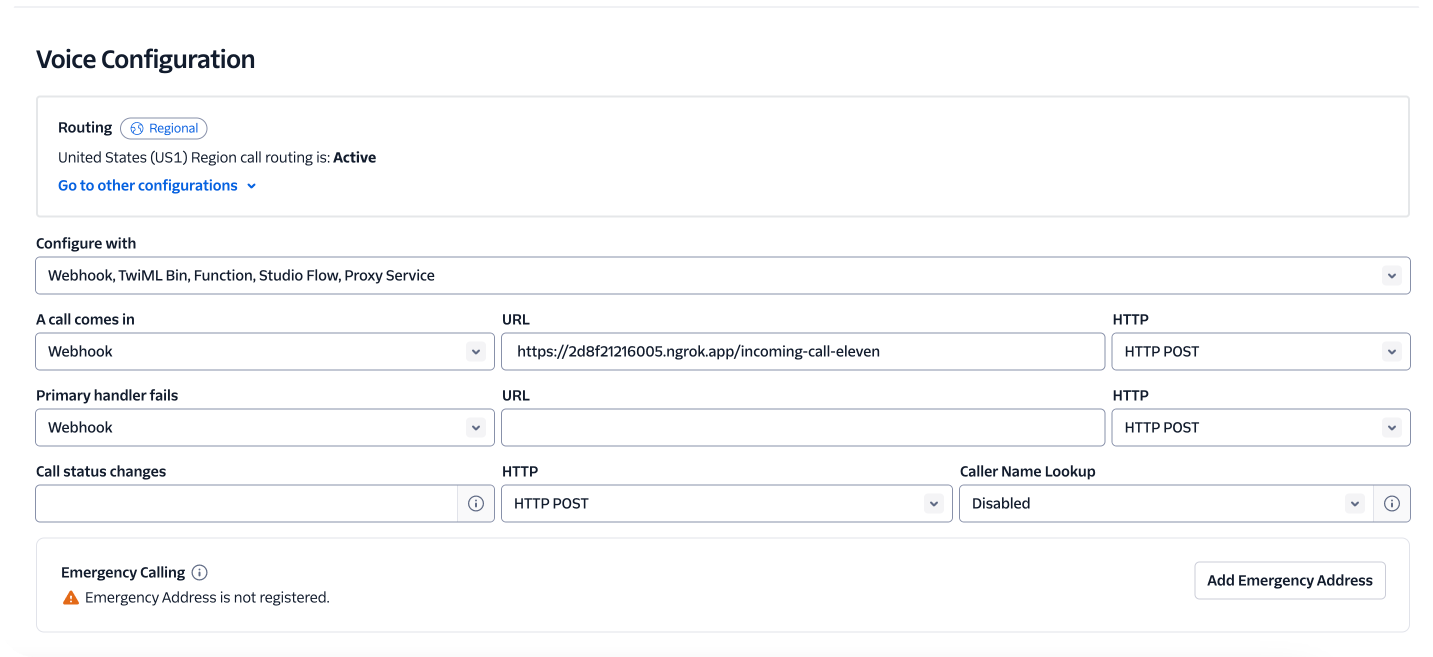 Voice Configuration
Routing Regional
United States (US1) Region call routing is: Active
Go to other configurations
Configure with
Webhook, TwiML Bin, Function, Studio Flow, Proxy Service
A call comes in URL HTTP
Webhook https://2d8f21216005.ngrok.app/incoming-call-eleven HTTP POST
Primary handler fails URL HTTP
Webhook HTTP POST
Call status changes HTTP Caller Name Lookup
HTTP POST Disabled
Emergency Calling
Emergency Address is not registered.
Add Emergency Address